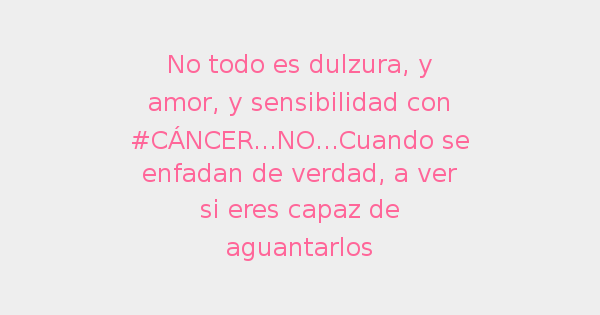 No todo es dulzura, y
amor, y sensibilidad con
#CÁNCER...NO...Cuando se
enfadan de verdad, a ver
si eres capaz de
aguantarlos